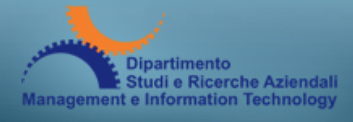 Dipartimento
Studi e Ricerche Aziendali
Management e Information Technology